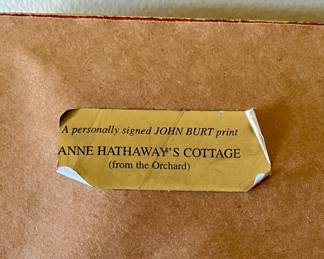 A personally signed JOHN BURT print
ANNE HATHAWAY'S COTTAGE
(from the Orchard)